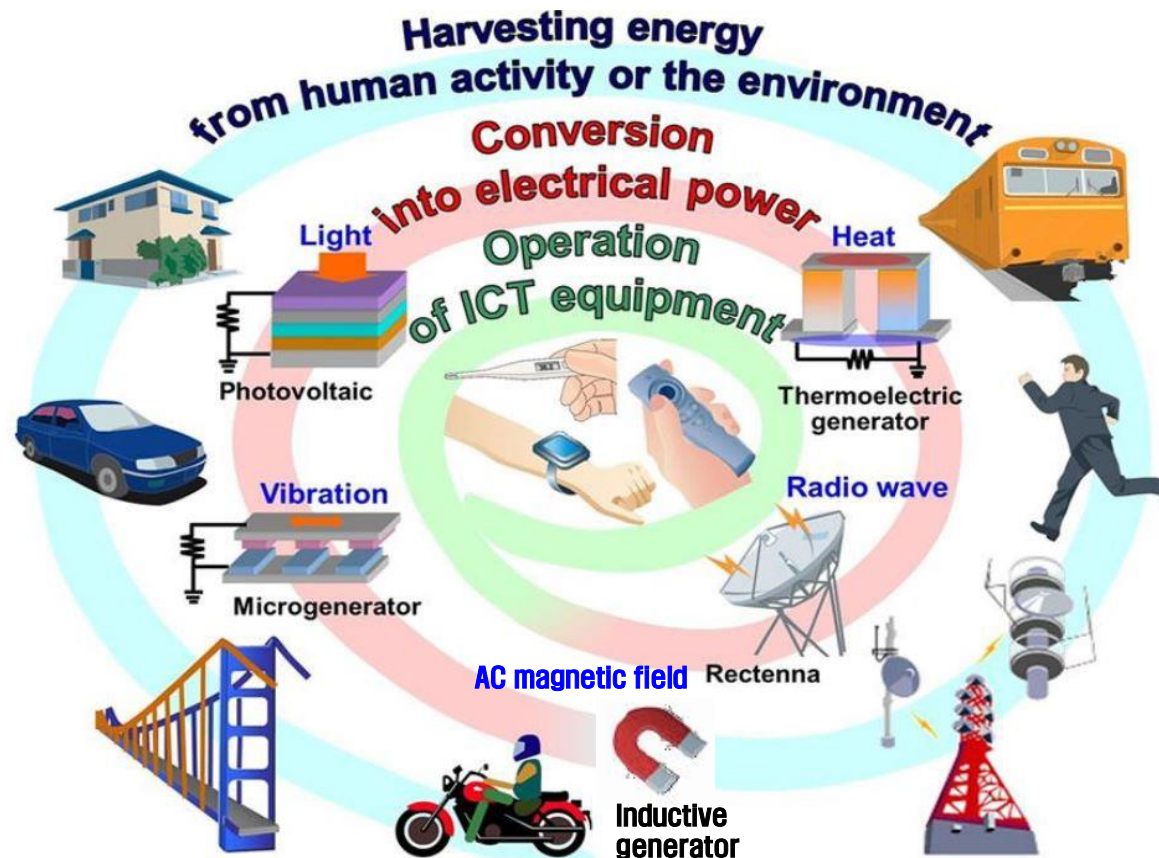 Harvesting energy
from human activity or the environment
Conversion
into electrical power
Operation
of ICT equipment
Light
Photovoltaic
Heat
Thermoelectric
generator
Vibration
Microgenerator
Radio wave
Rectenna
AC magnetic field
Inductive
generator